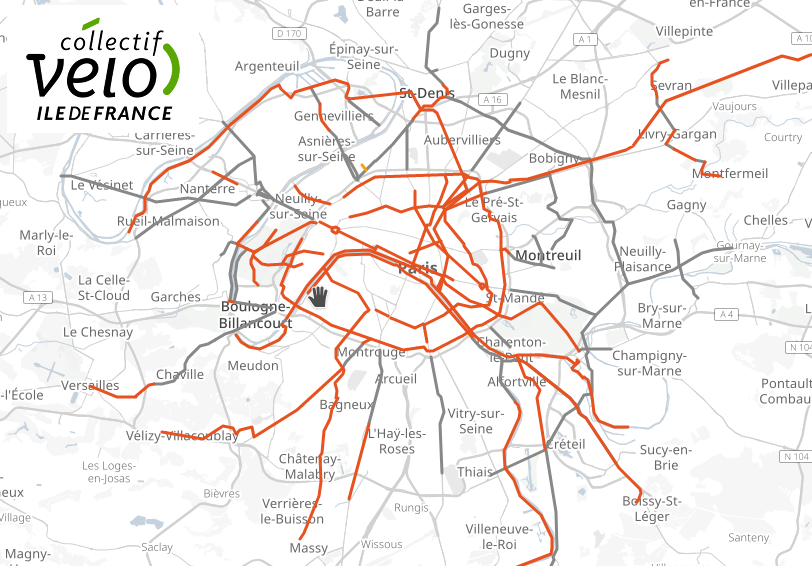 collectif
vélo
ILE DE FRANCE
Deuil-la
Barre
Garges-
lès-Gonesse
en-France
Villepinte
D 170
A 1
Épinay-sur-
Seine
Dugny
Argenteuil
Le Blanc-
Mesnil
Sevran
St-Denis
A 16
Vaujours
Gennevilliers
Carrières-
sur-Seine
Asnières-
sur-Seine
Aubervilliers
Livry-Gargan
Courtry
Bobigny
Montfermeil
Le Vésinet
Nanterre
Neuilly-
sur-Seine
Le Pré-St-
Gervais
Gagny
Rueil-Malmaison
Chelles
Marly-le-
Roi
Montreuil
Neuilly-
Plaisance
Gournay-
sur-Marne
Paris
La Celle-
St-Cloud
A 13
Garches
St-Mandé
Boulogne-
Billancourt
Bry-sur-
Marne
A 4
Le Chesnay
Charenton-
le-Pont
Montrouge
N 104
Champigny-
sur-Marne
Meudon
Chaville
Arcueil
Alfortville
Versailles
-l'École
Pontault
Combau
Bagneux
Vitry-sur-
Seine
Vélizy-Villacoublay
L'Haÿ-les-
Roses
Créteil
Sucy-en-
Brie
N 104
Les Loges-
en-Josas
Châtenay-
Malabry
Thiais
Bièvres
Verrières-
le-Buisson
Rungis
Boissy-St-
Léger
Villeneuve-
le-Roi
Massy
Wissous
Saclay
Santeny
Magny-